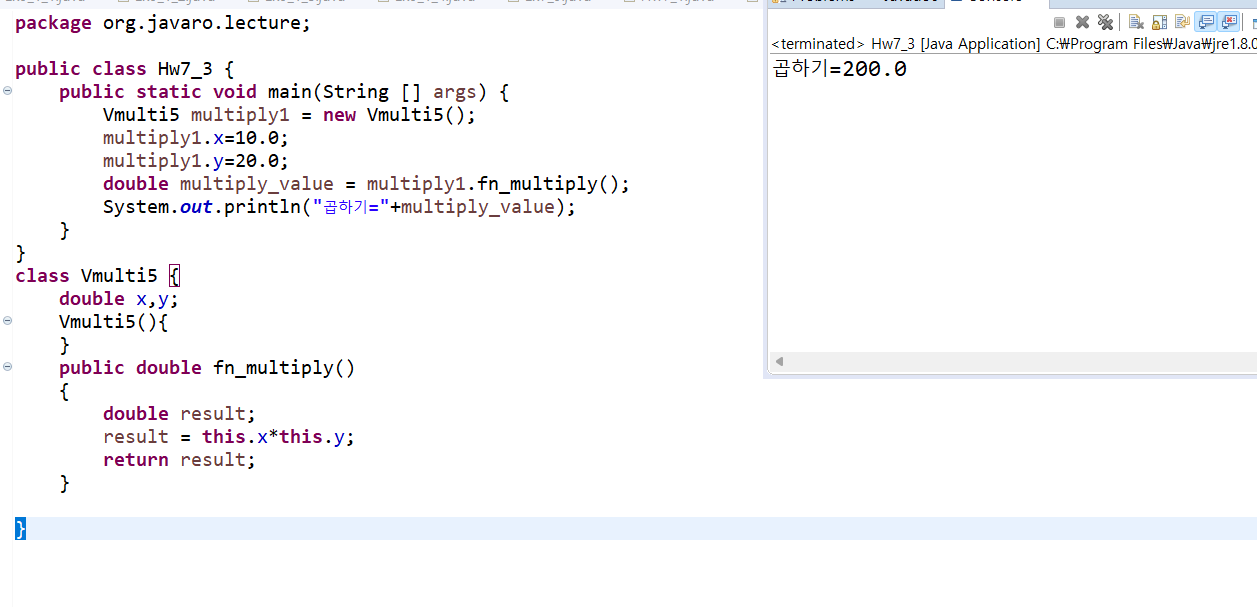 package org.javaro.lecture;
public class Hw7_3 {
public static void main(String [] args) {
Vmulti5 multiply1 = new Vmulti5();
multiply1.x=10.0;
multiply1.y=20.0;
double multiply_value = multiply1.fn_multiply();
System.out.println("곱하기="+multiply_value);
}
}
class Vmulti5 {
double x,y;
Vmulti5(){
}
public double fn_multiply()
{
double result;
result = this.x*this.y;
return result;
}
}
<terminated> Hw7_3 [Java Application] C:₩Program Files₩Java₩jre1.8.0
곱하기=200.0